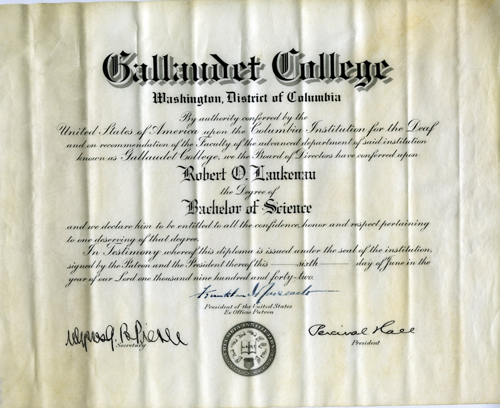 Gallaudet College
Washington, District of Columbia
By authority conferred by the
United States of America upon the Columbia Institution for the Deaf
and on recommendation of the Faculty of the advanced department of said institution
known as Gallaudet College, we the Board of Directors have conferred upon
Robert O. Lankenau
the Degree of
Bachelor of Science
and we declare him to be entitled to all the confidence, honor and respect pertaining
to one deserving of that degree.
In Testimony whereof this diploma is issued under the seal of the institution,
signed by the Patron and the President thereof this sixth day of June in the
year of our Lord one thousand nine hundred and forty-two.
Franklin D Roosevelt
President of the United States
Ex Officio Patron
Secretary
Percival Hall
President